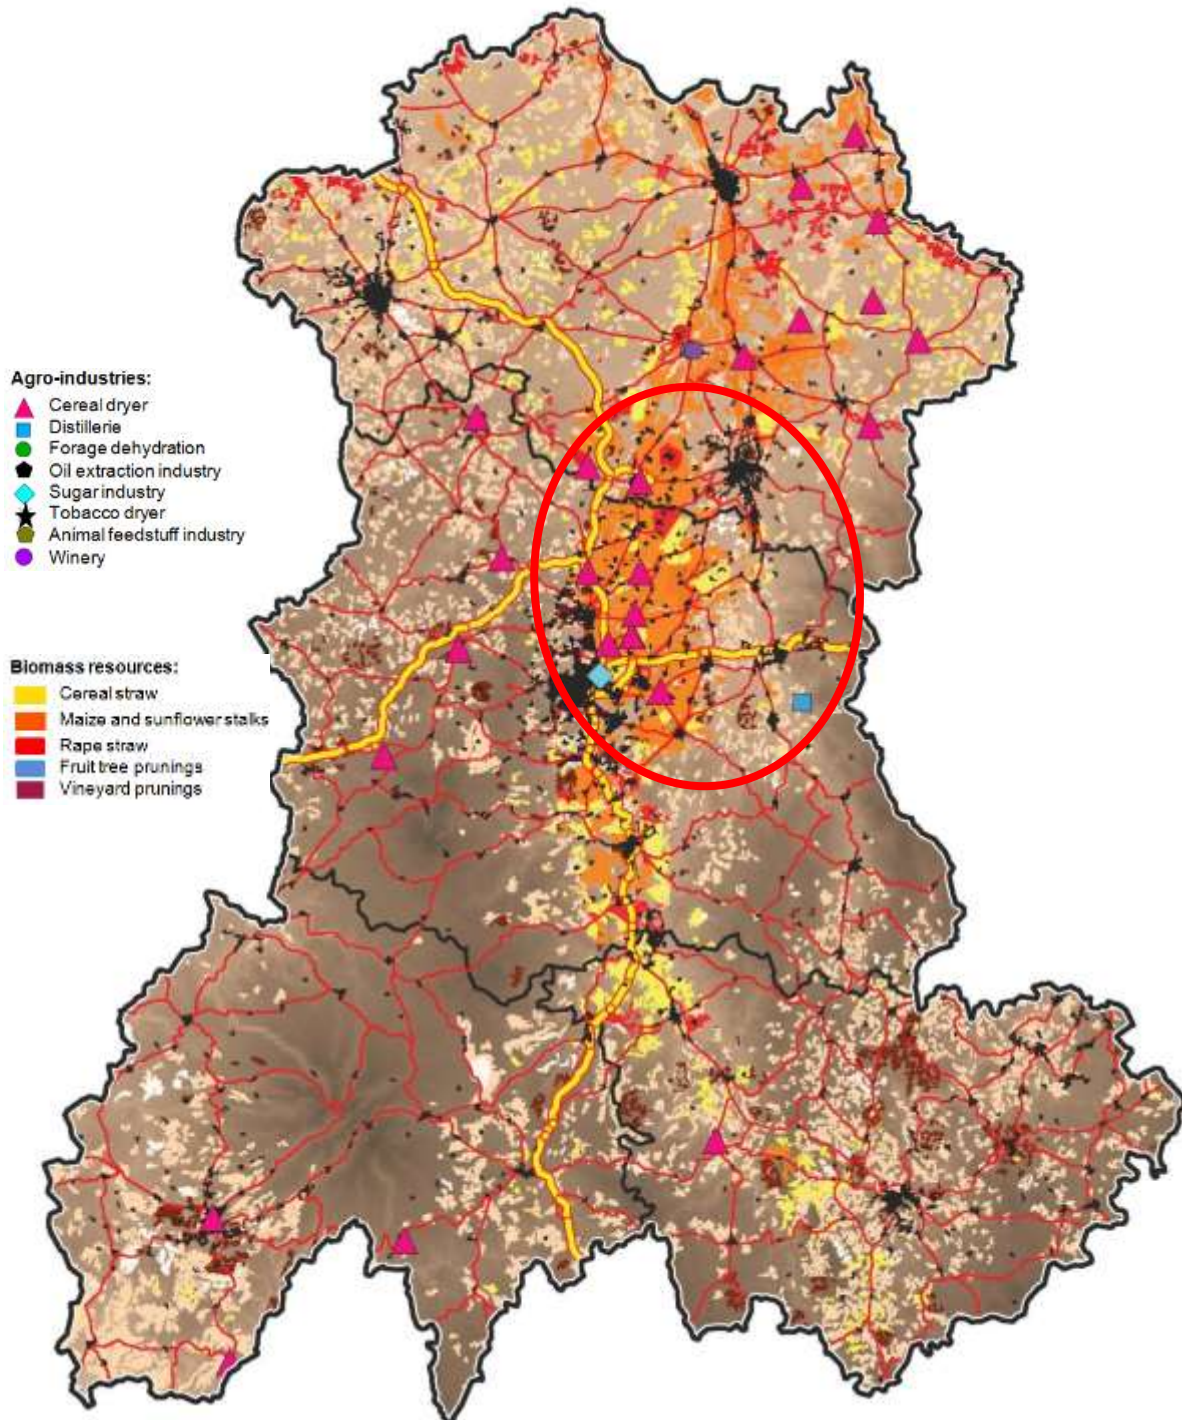 Agro-industries:
Cereal dryer
Distillerie
Forage dehydration
Oil extraction industry
Sugar industry
Tobacco dryer
Animal feedstuff industry
Winery
Biomass resources:
Cereal straw
Maize and sunflower stalks
Rape straw
Fruit tree prunings
Vineyard prunings